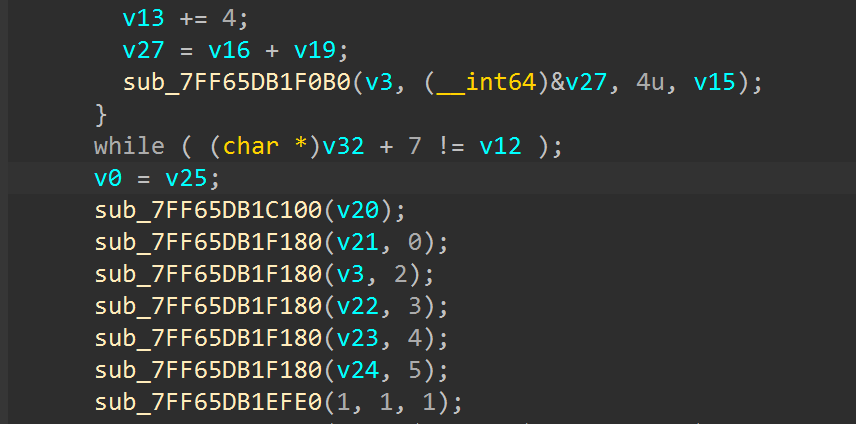 v13 += 4;
v27 = v16 + v19;
sub_7FF65DB1F0B0(v3, (__int64)&v27, 4u, v15);
}
while ( (char *)v32 + 7 != v12 );
v0 = v25;
sub_7FF65DB1C100(v20);
sub_7FF65DB1F180(v21, 0);
sub_7FF65DB1F180(v3, 2);
sub_7FF65DB1F180(v22, 3);
sub_7FF65DB1F180(v23, 4);
sub_7FF65DB1F180(v24, 5);
sub_7FF65DB1EFE0(1, 1, 1);